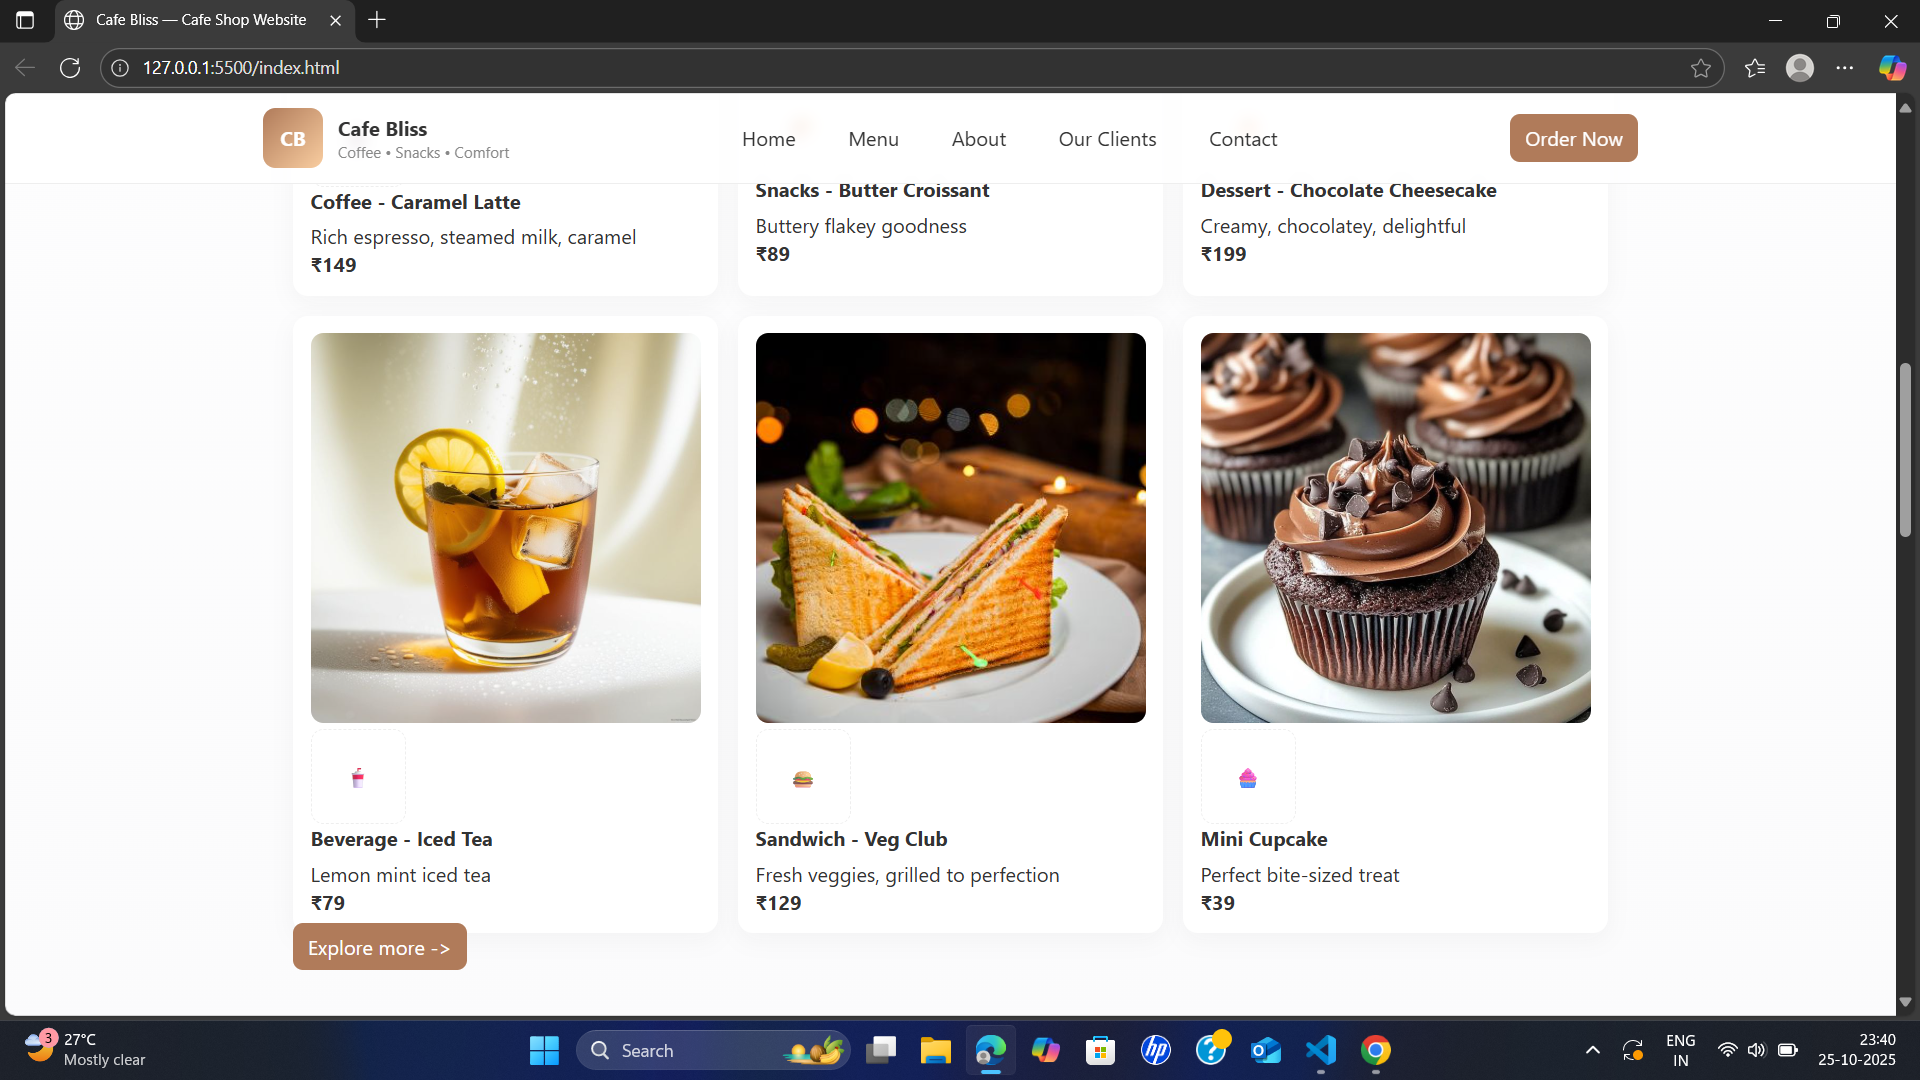 Cafe Bliss — Cafe Shop Website
127.0.0.1:5500/index.html
CB
Cafe Bliss
Coffee • Snacks • Comfort
Home
Menu
About
Our Clients
Contact
Order Now
Coffee - Caramel Latte
Rich espresso, steamed milk, caramel
₹149
Snacks - Butter Croissant
Buttery flakey goodness
₹89
Dessert - Chocolate Cheesecake
Creamy, chocolatey, delightful
₹199
Beverage - Iced Tea
Lemon mint iced tea
₹79
Sandwich - Veg Club
Fresh veggies, grilled to perfection
₹129
Mini Cupcake
Perfect bite-sized treat
₹39
Explore more ->
3
27°C
Mostly clear
Search
hp
ENG
IN
23:40
25-10-2025